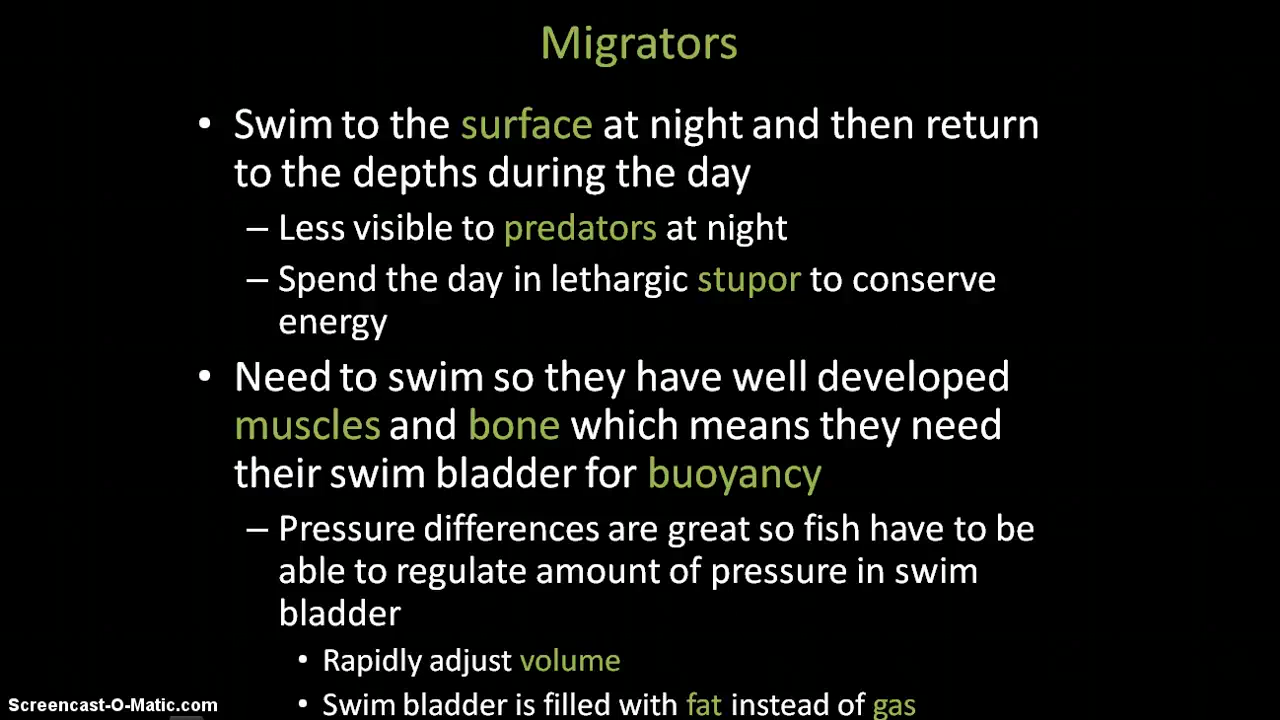 Migrators
• Swim to the surface at night and then return
to the depths during the day
– Less visible to predators at night
– Spend the day in lethargic stupor to conserve
energy
• Need to swim so they have well developed
muscles and bone which means they need
their swim bladder for buoyancy
– Pressure differences are great so fish have to be
able to regulate amount of pressure in swim
bladder
• Rapidly adjust volume
• Swim bladder is filled with fat instead of gas
Screencast-O-Matic.com